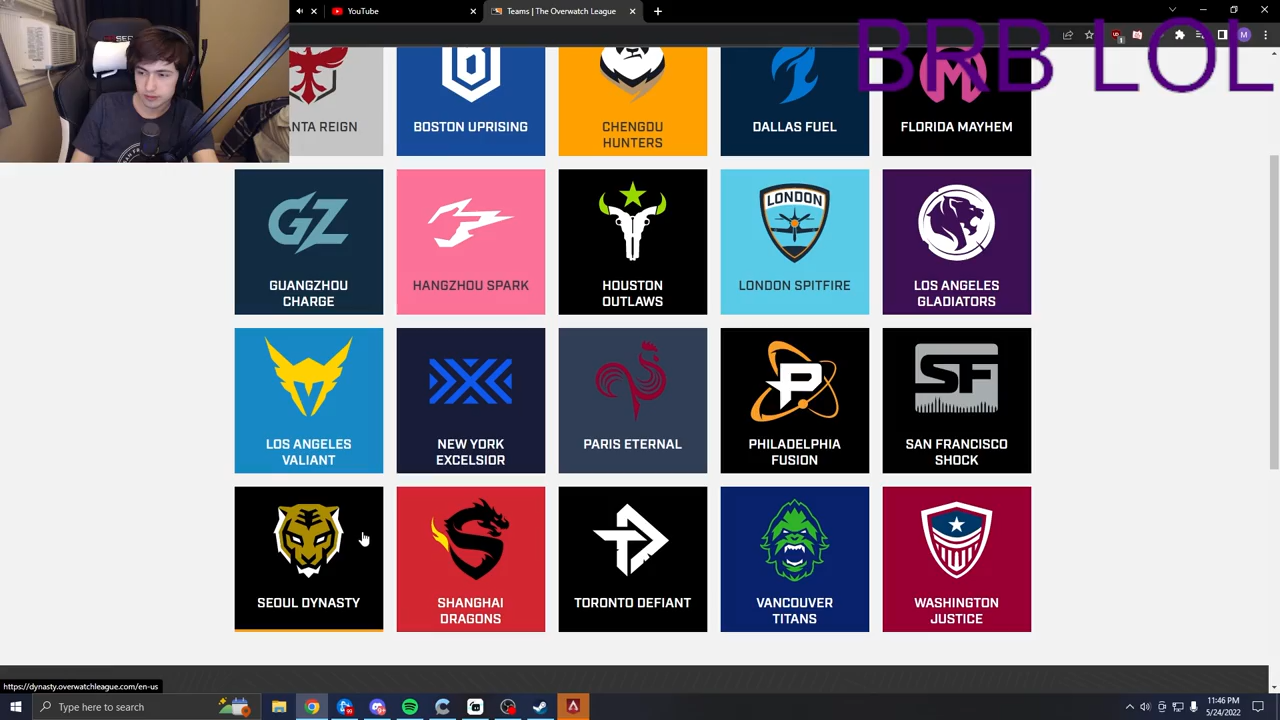 YouTube
Teams | The Overwatch League
BRB LOL
NTA REIGN
BOSTON UPRISING
CHENGDU
HUNTERS
DALLAS FUEL
FLORIDA MAYHEM
GZ
GUANGZHOU
CHARGE
HANGZHOU SPARK
HOUSTON
OUTLAWS
LONDON
LONDON SPITFIRE
LOS ANGELES
GLADIATORS
LOS ANGELES
VALIANT
NEW YORK
EXCELSIOR
PARIS ETERNAL
P
PHILADELPHIA
FUSION
SF
SAN FRANCISCO
SHOCK
SEOUL DYNASTY
SHANGHAI
DRAGONS
TORONTO DEFIANT
VANCOUVER
TITANS
WASHINGTON
JUSTICE
https://dynasty.overwatchleague.com/en-us
Type here to search
11:46 PM
5/24/2022